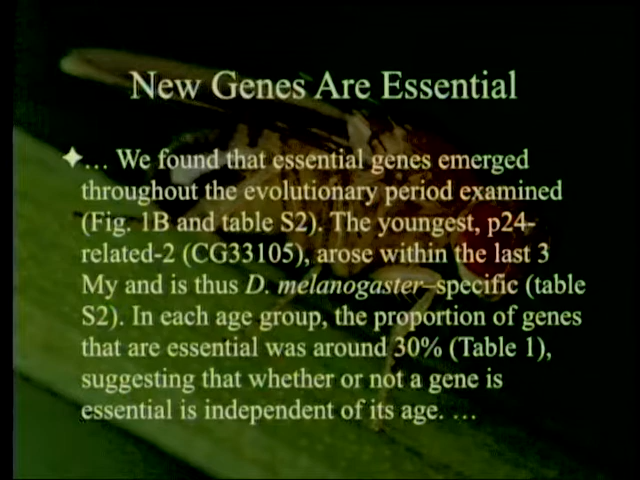 New Genes Are Essential
… We found that essential genes emerged
throughout the evolutionary period examined
(Fig. 1B and table S2). The youngest, p24-
related-2 (CG33105), arose within the last 3
My and is thus D. melanogaster–specific (table
S2). In each age group, the proportion of genes
that are essential was around 30% (Table 1),
suggesting that whether or not a gene is
essential is independent of its age. …